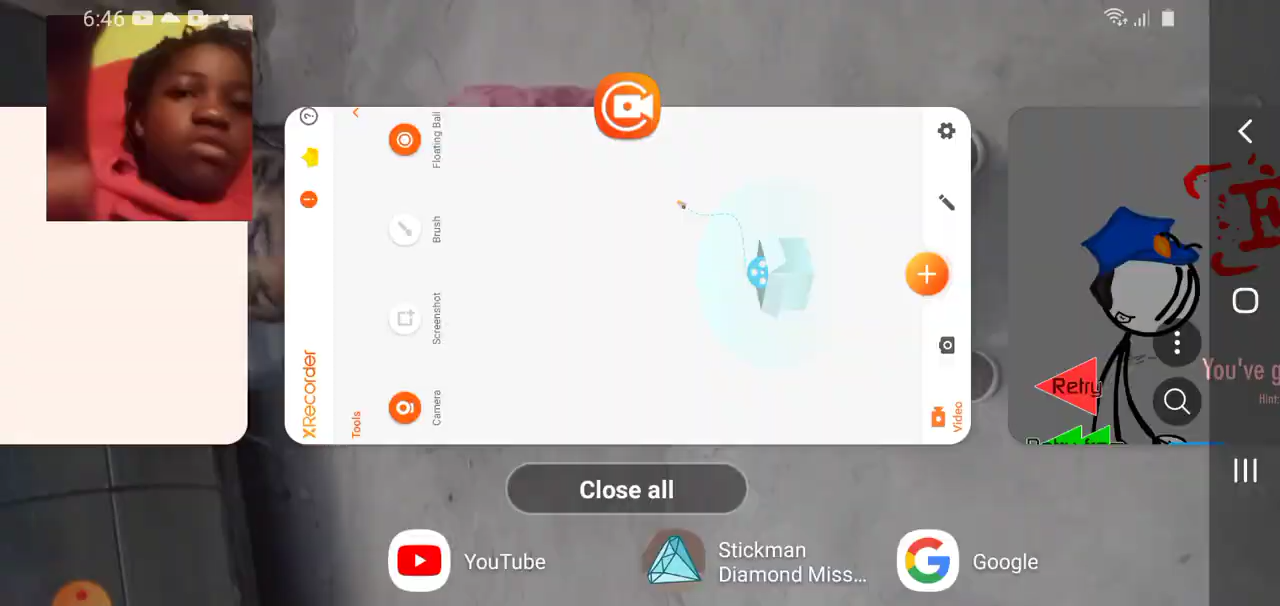 6:46
XRecorder
Tools
Camera
Screenshot
Brush
Floating Ball
Video
Retry
You've g
Hint:
Close all
YouTube
Stickman
Diamond Miss...
Google